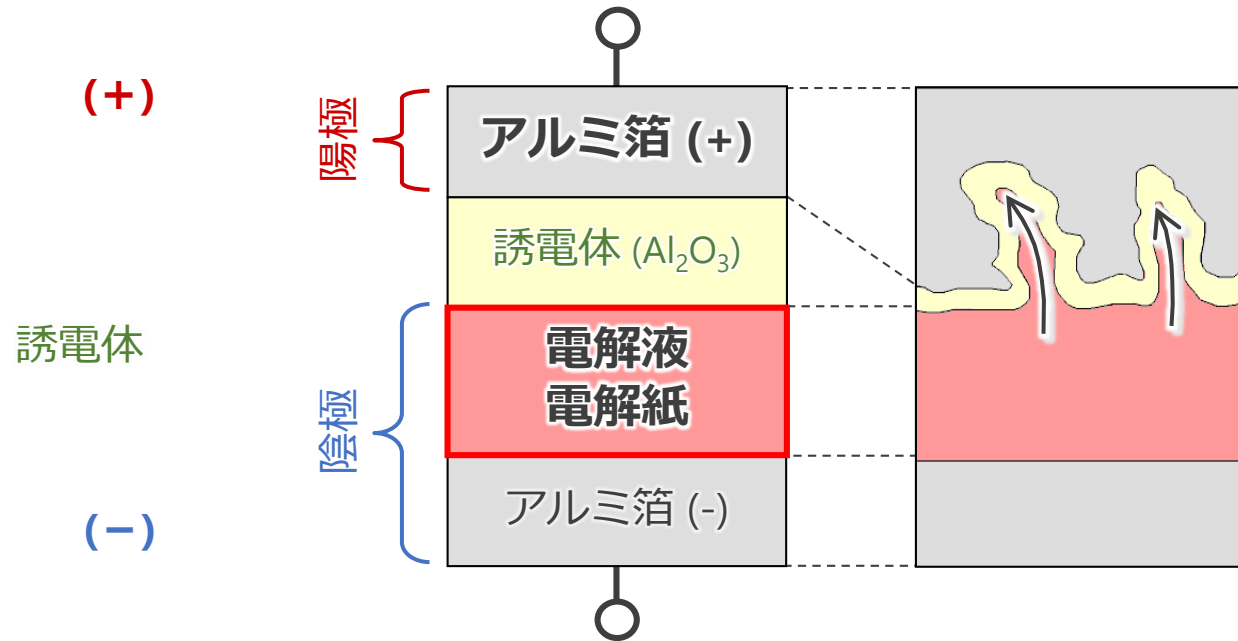 (+)
陽極
アルミ箔 (+)
誘電体 (Al₂O₃)
誘電体
陰極
電解液
電解紙
アルミ箔 (-)
(−)